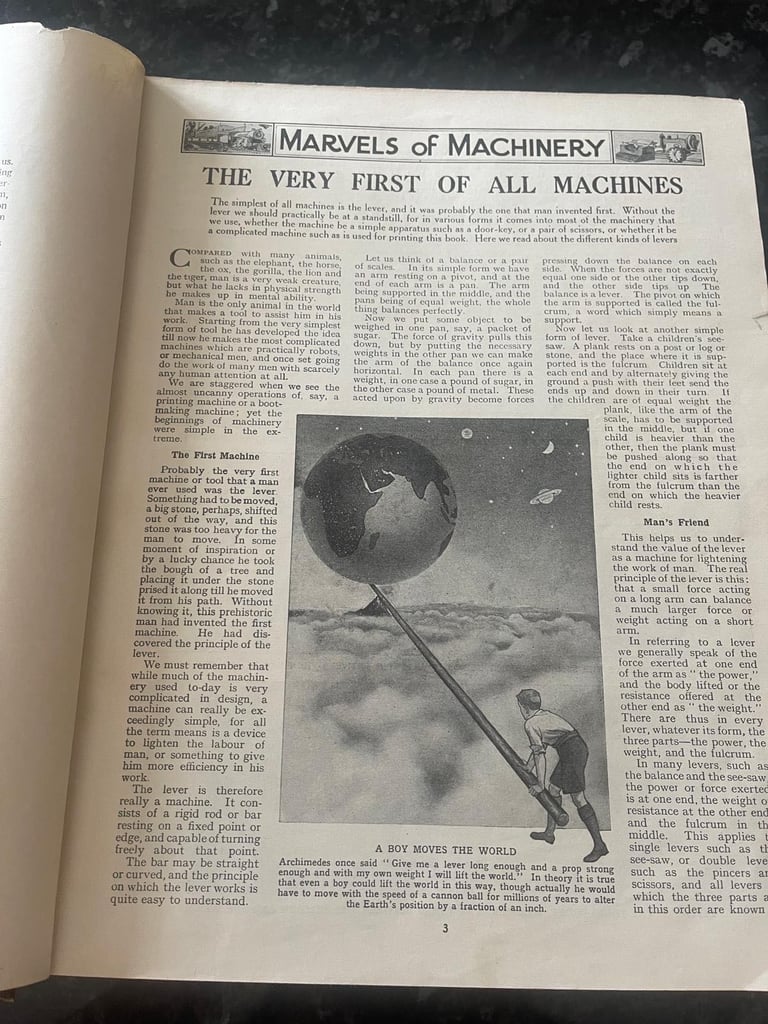 us.
ing
er-
n,
on
n
s
MARVELS of MACHINERY
THE VERY FIRST OF ALL MACHINES
The simplest of all machines is the lever, and it was probably the one that man invented first. Without the
lever we should practically be at a standstill, for in various forms it comes into most of the machinery that
we use, whether the machine be a simple apparatus such as a door-key, or a pair of scissors, or whether it be
a complicated machine such as is used for printing this book. Here we read about the different kinds of levers
COMPARED with many animals,
such as the elephant, the horse,
the ox, the gorilla, the lion and
the tiger, man is a very weak creature,
but what he lacks in physical strength
he makes up in mental ability.
Man is the only animal in the world
that makes a tool to assist him in his
work. Starting from the very simplest
form of tool he has developed the idea
till now he makes the most complicated
machines which are practically robots,
or mechanical men, and once set going
do the work of many men with scarcely
any human attention at all.
We are staggered when we see the
almost uncanny operations of, say, a
printing machine or a boot-
making machine; yet the
beginnings of machinery
were simple in the ex-
treme.
The First Machine
Probably the very first
machine or tool that a man
ever used was the lever.
Something had to be moved,
a big stone, perhaps, shifted
out of the way, and this
stone was too heavy for the
man to move. In some
moment of inspiration or
by a lucky chance he took
the bough of a tree and
placing it under the stone
prised it along till he moved
it from his path. Without
knowing it, this prehistoric
man had invented the first
machine. He had dis-
covered the principle of the
lever.
We must remember that
while much of the machin-
ery used to-day is very
complicated in design, a
machine can really be ex-
ceedingly simple, for all
the term means is a device
to lighten the labour of
man, or something to give
him more efficiency in his
work.
The lever is therefore
really a machine. It con-
sists of a rigid rod or bar
resting on a fixed point or
edge, and capable of turning
freely about that point.
The bar may be straight
or curved, and the principle
on which the lever works is
quite easy to understand.
Let us think of a balance or a pair
of scales. In its simple form we have
an arm resting on a pivot, and at the
end of each arm is a pan. The arm
being supported in the middle, and the
pans being of equal weight, the whole
thing balances perfectly.
Now we put some object to be
weighed in one pan, say, a packet of
sugar. The force of gravity pulls this
down, but by putting the necessary
weights in the other pan we can make
the arm of the balance once again
horizontal. In each pan there is a
weight, in one case a pound of sugar, in
the other case a pound of metal. These
acted upon by gravity become forces
pressing down the balance on each
side. When the forces are not exactly
equal one side or the other tips down,
and the other side tips up The
balance is a lever. The pivot on which
the arm is supported is called the ful-
crum, a word which simply means a
support.
Now let us look at another simple
form of lever. Take a children's see-
saw. A plank rests on a post or log or
stone, and the place where it is sup-
ported is the fulcrum. Children sit at
each end and by alternately giving the
ground a push with their feet send the
ends up and down in their turn. If
the children are of equal weight the
plank, like the arm of the
scale, has to be supported
in the middle, but if one
child is heavier than the
other, then the plank must
be pushed along so that
the end on which the
lighter child sits is farther
from the fulcrum than the
end on which the heavier
child rests.
Man's Friend
This helps us to under-
stand the value of the lever
as a machine for lightening
the work of man. The real
principle of the lever is this:
that a small force acting
on a long arm can balance
a much larger force or
weight acting on a short
arm.
In referring to a lever
we generally speak of the
force exerted at one end
of the arm as "the power,"
and the body lifted or the
resistance offered at the
other end as "the weight."
There are thus in every
lever, whatever its form, the
three parts—the power, the
weight, and the fulcrum.
In many levers, such as
the balance and the see-saw,
the power or force exerted
is at one end, the weight o
resistance at the other end
and the fulcrum in th
middle. This applies t
single levers such as th
see-saw, or double leve
such as the pincers an
scissors, and all levers
which the three parts a
in this order are known
A BOY MOVES THE WORLD
Archimedes once said "Give me a lever long enough and a prop strong
enough and with my own weight I will lift the world." In theory it is true
that even a boy could lift the world in this way, though actually he would
have to move with the speed of a cannon ball for millions of years to alter
the Earth's position by a fraction of an inch.
3